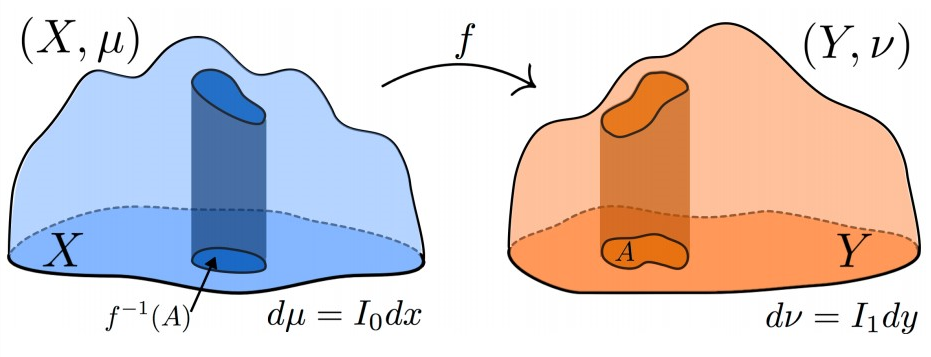 (X, μ)
f
(Y, ν)
X
A
Y
f⁻¹(A)
dμ = I₀dx
dν = I₁dy